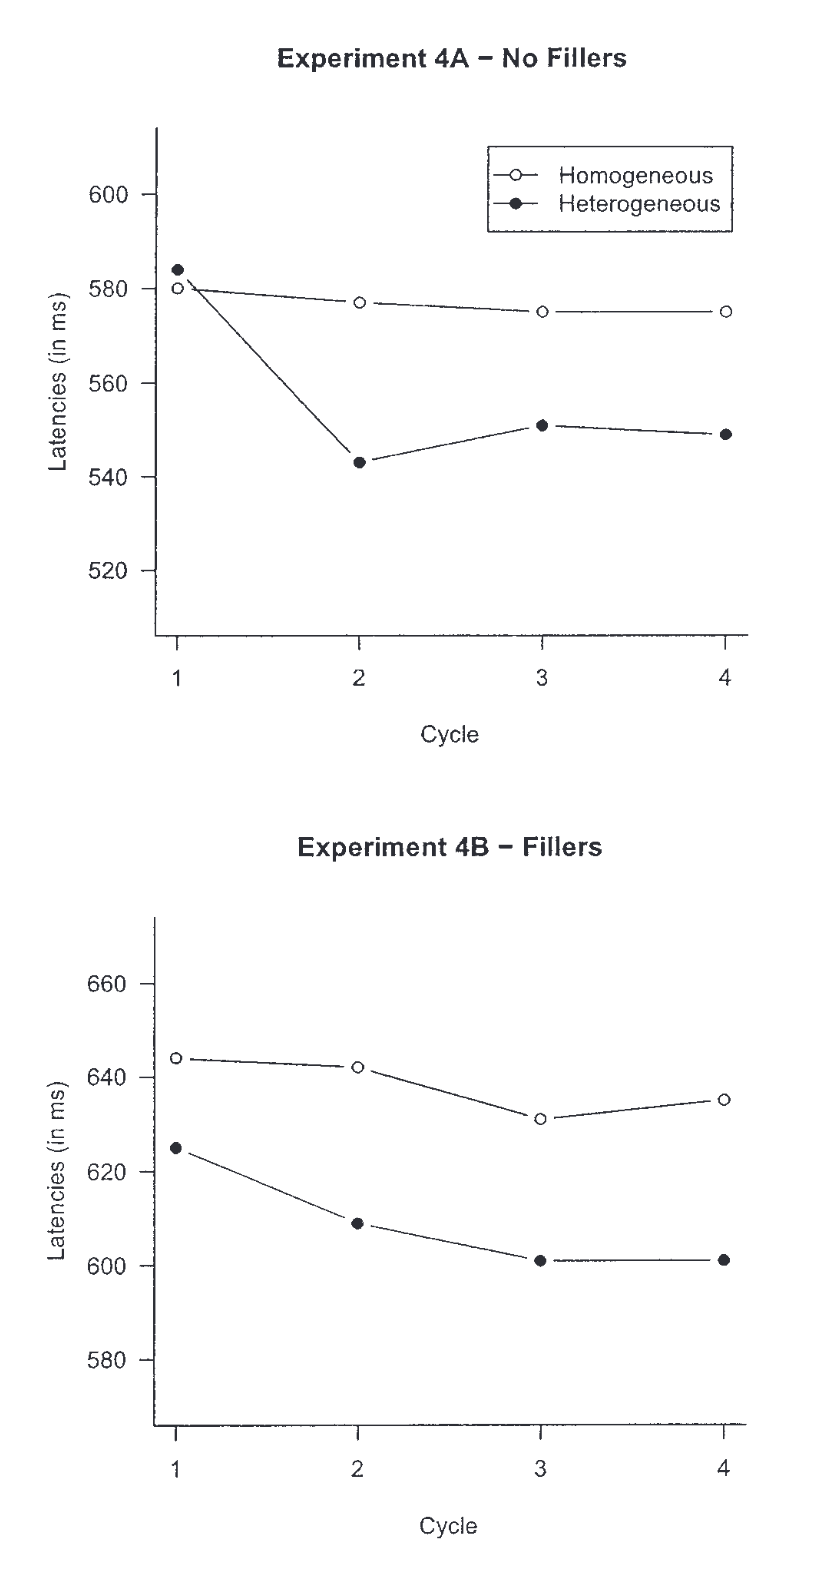 Experiment 4A − No Fillers
Homogeneous
Heterogeneous
600
580
560
540
520
Latencies (in ms)
1 2 3 4
Cycle
Experiment 4B − Fillers
660
640
620
600
580
Latencies (in ms)
1 2 3 4
Cycle